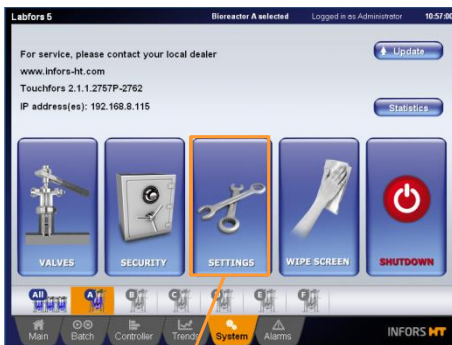 Labfors 5 Bioreactor A selected Logged in as Administrator 10:57:00
For service, please contact your local dealer
www.infors-ht.com
Touchfors 2.1.1.2757P-2762
IP address(es): 192.168.8.115
Update
Statistics
VALVES SECURITY SETTINGS WIPE SCREEN SHUTDOWN
All A B C D E F
Main Batch Controller Trends System Alarms INFORS HT